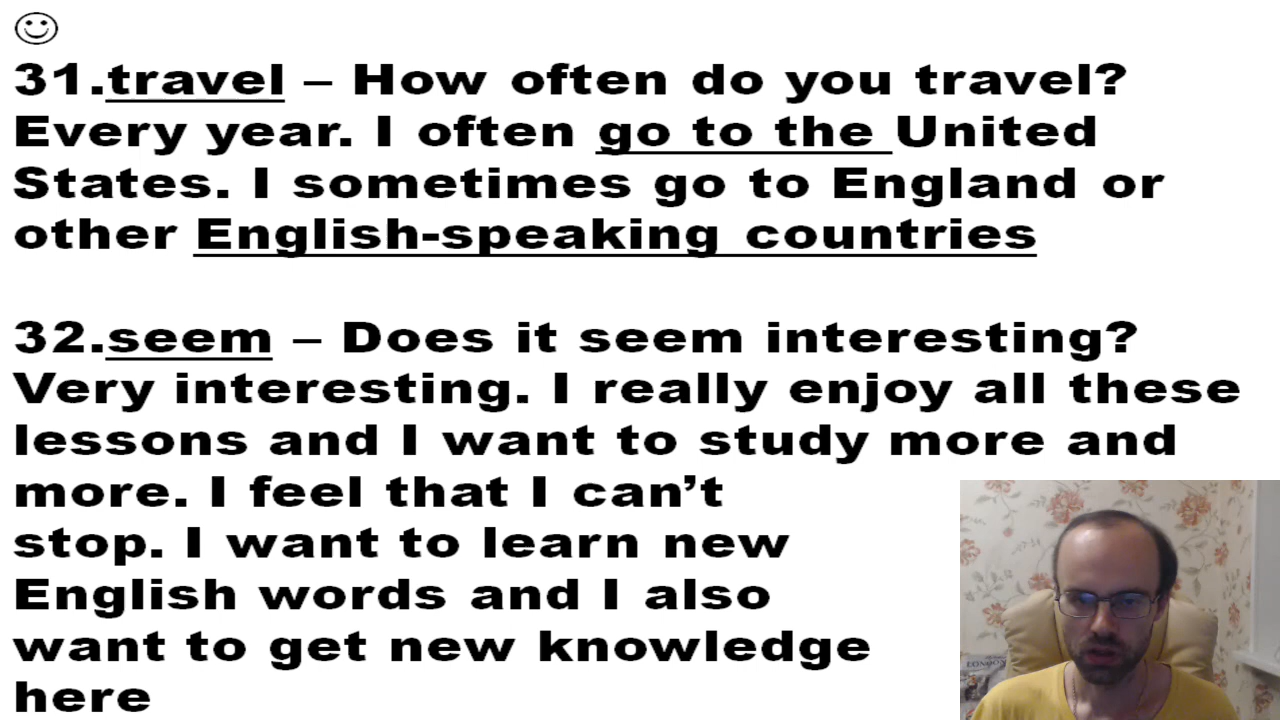 31.travel – How often do you travel?
Every year. I often go to the United
States. I sometimes go to England or
other English-speaking countries
32.seem – Does it seem interesting?
Very interesting. I really enjoy all these
lessons and I want to study more and
more. I feel that I can’t
stop. I want to learn new
English words and I also
want to get new knowledge
here
LONDON